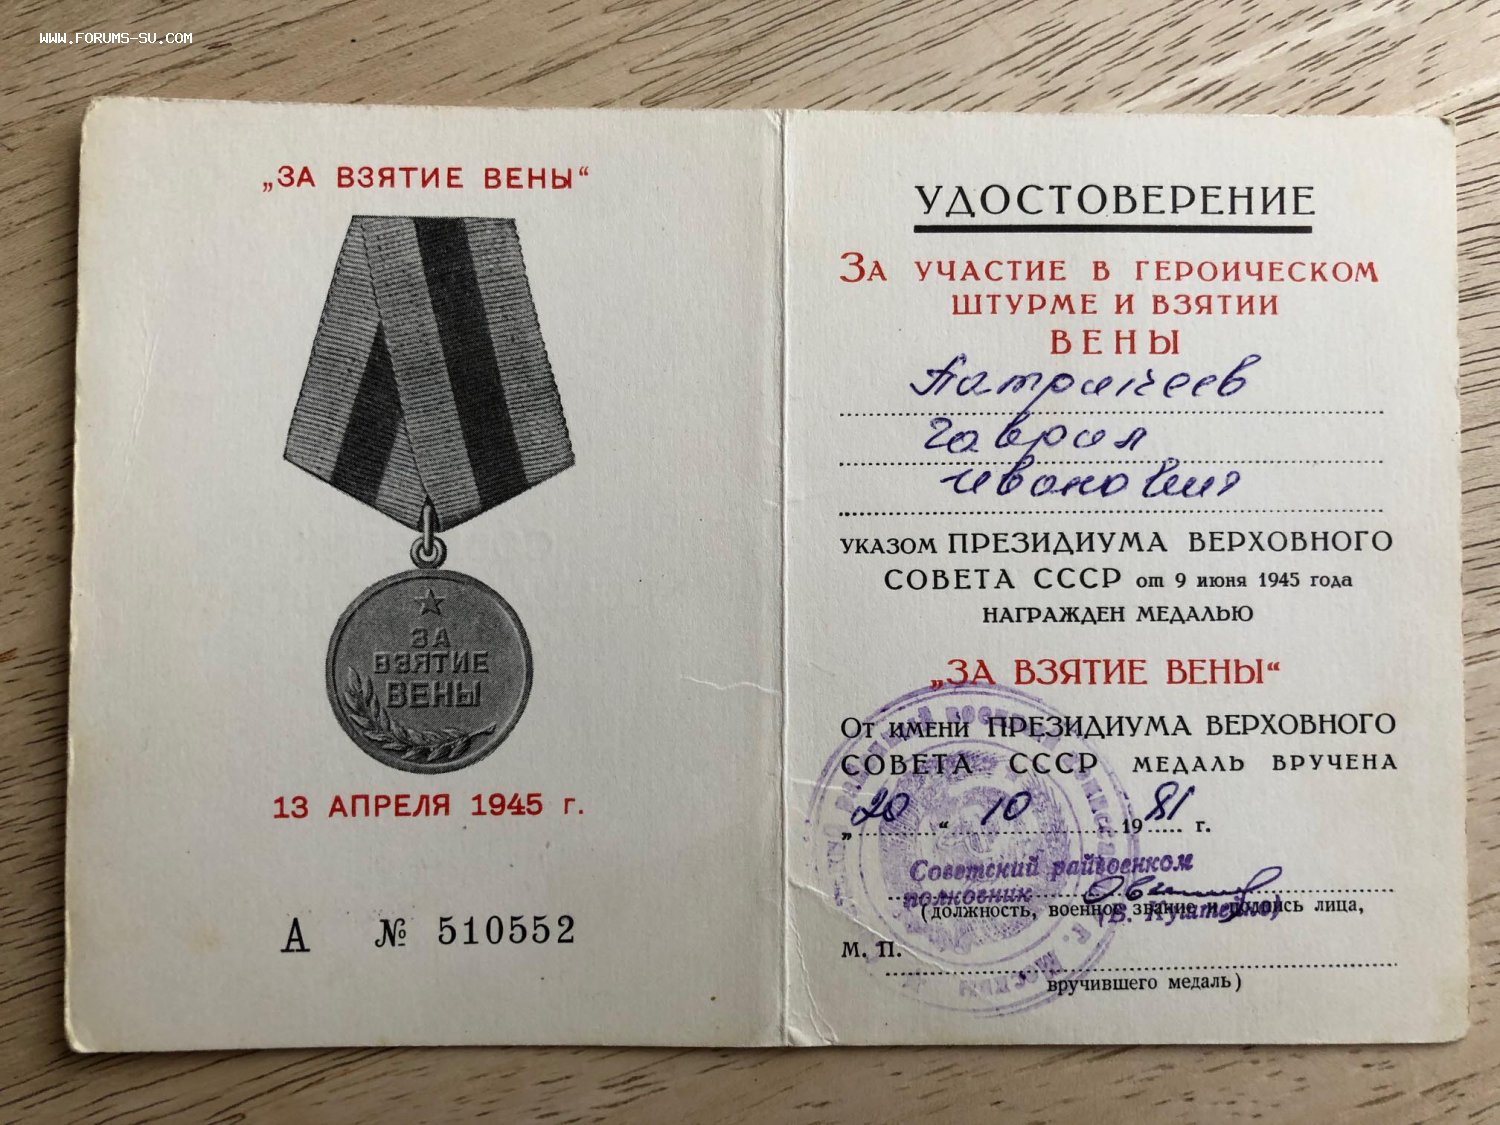 WWW.FORUMS-SU.COM
„ЗА ВЗЯТИЕ ВЕНЫ“
ЗА
ВЗЯТИЕ
ВЕНЫ
13 АПРЕЛЯ 1945 г.
А № 510552
УДОСТОВЕРЕНИЕ
ЗА УЧАСТИЕ В ГЕРОИЧЕСКОМ
ШТУРМЕ И ВЗЯТИИ
ВЕНЫ
Патрикеев
Гаврил
Иванович
УКАЗОМ ПРЕЗИДИУМА ВЕРХОВНОГО
СОВЕТА СССР от 9 июня 1945 года
НАГРАЖДЕН МЕДАЛЬЮ
„ЗА ВЗЯТИЕ ВЕНЫ“
ОТ ИМЕНИ ПРЕЗИДИУМА ВЕРХОВНОГО
СОВЕТА СССР МЕДАЛЬ ВРУЧЕНА
„20“ 10 1981 г.
Советский райвоенком
полковник
(должность, военное звание и подпись лица,
М. П.
вручившего медаль)